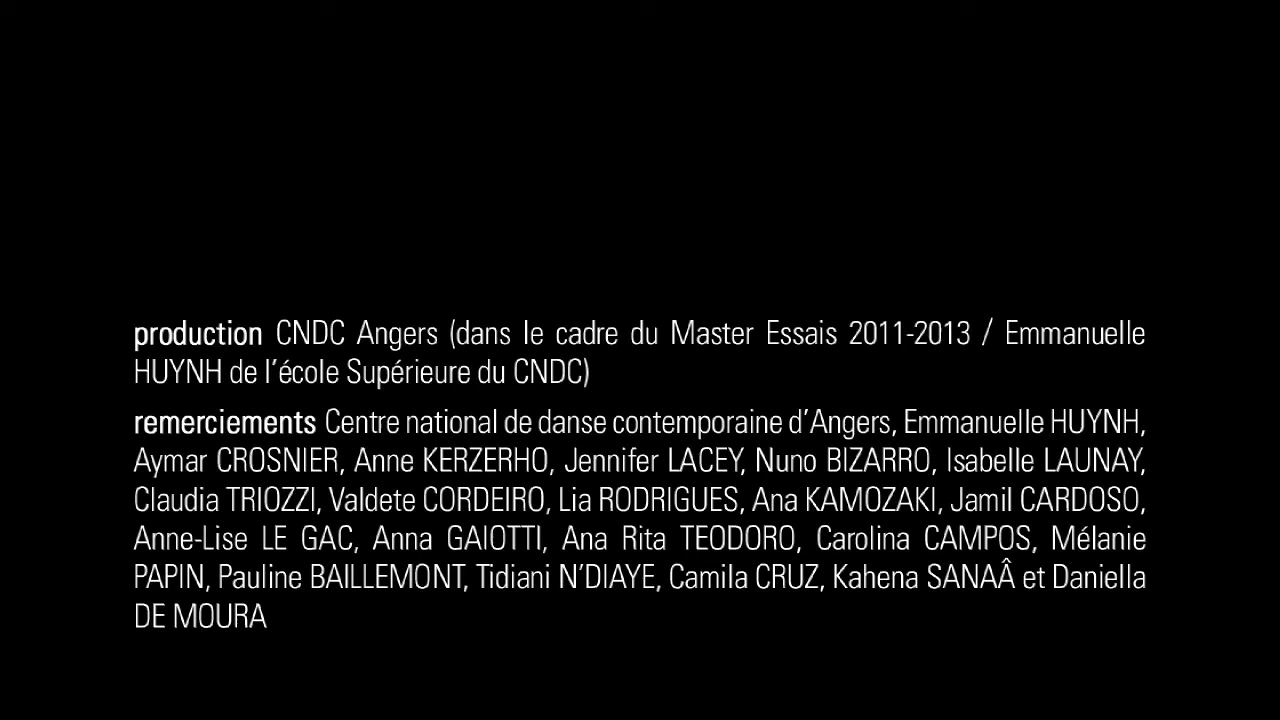 production CNDC Angers (dans le cadre du Master Essais 2011-2013 / Emmanuelle
HUYNH de l’école Supérieure du CNDC)
remerciements Centre national de danse contemporaine d’Angers, Emmanuelle HUYNH,
Aymar CROSNIER, Anne KERZERHO, Jennifer LACEY, Nuno BIZARRO, Isabelle LAUNAY,
Claudia TRIOZZI, Valdete CORDEIRO, Lia RODRIGUES, Ana KAMOZAKI, Jamil CARDOSO,
Anne-Lise LE GAC, Anna GAIOTTI, Ana Rita TEODORO, Carolina CAMPOS, Mélanie
PAPIN, Pauline BAILLEMONT, Tidiani N’DIAYE, Camila CRUZ, Kahena SANAÂ et Daniella
DE MOURA